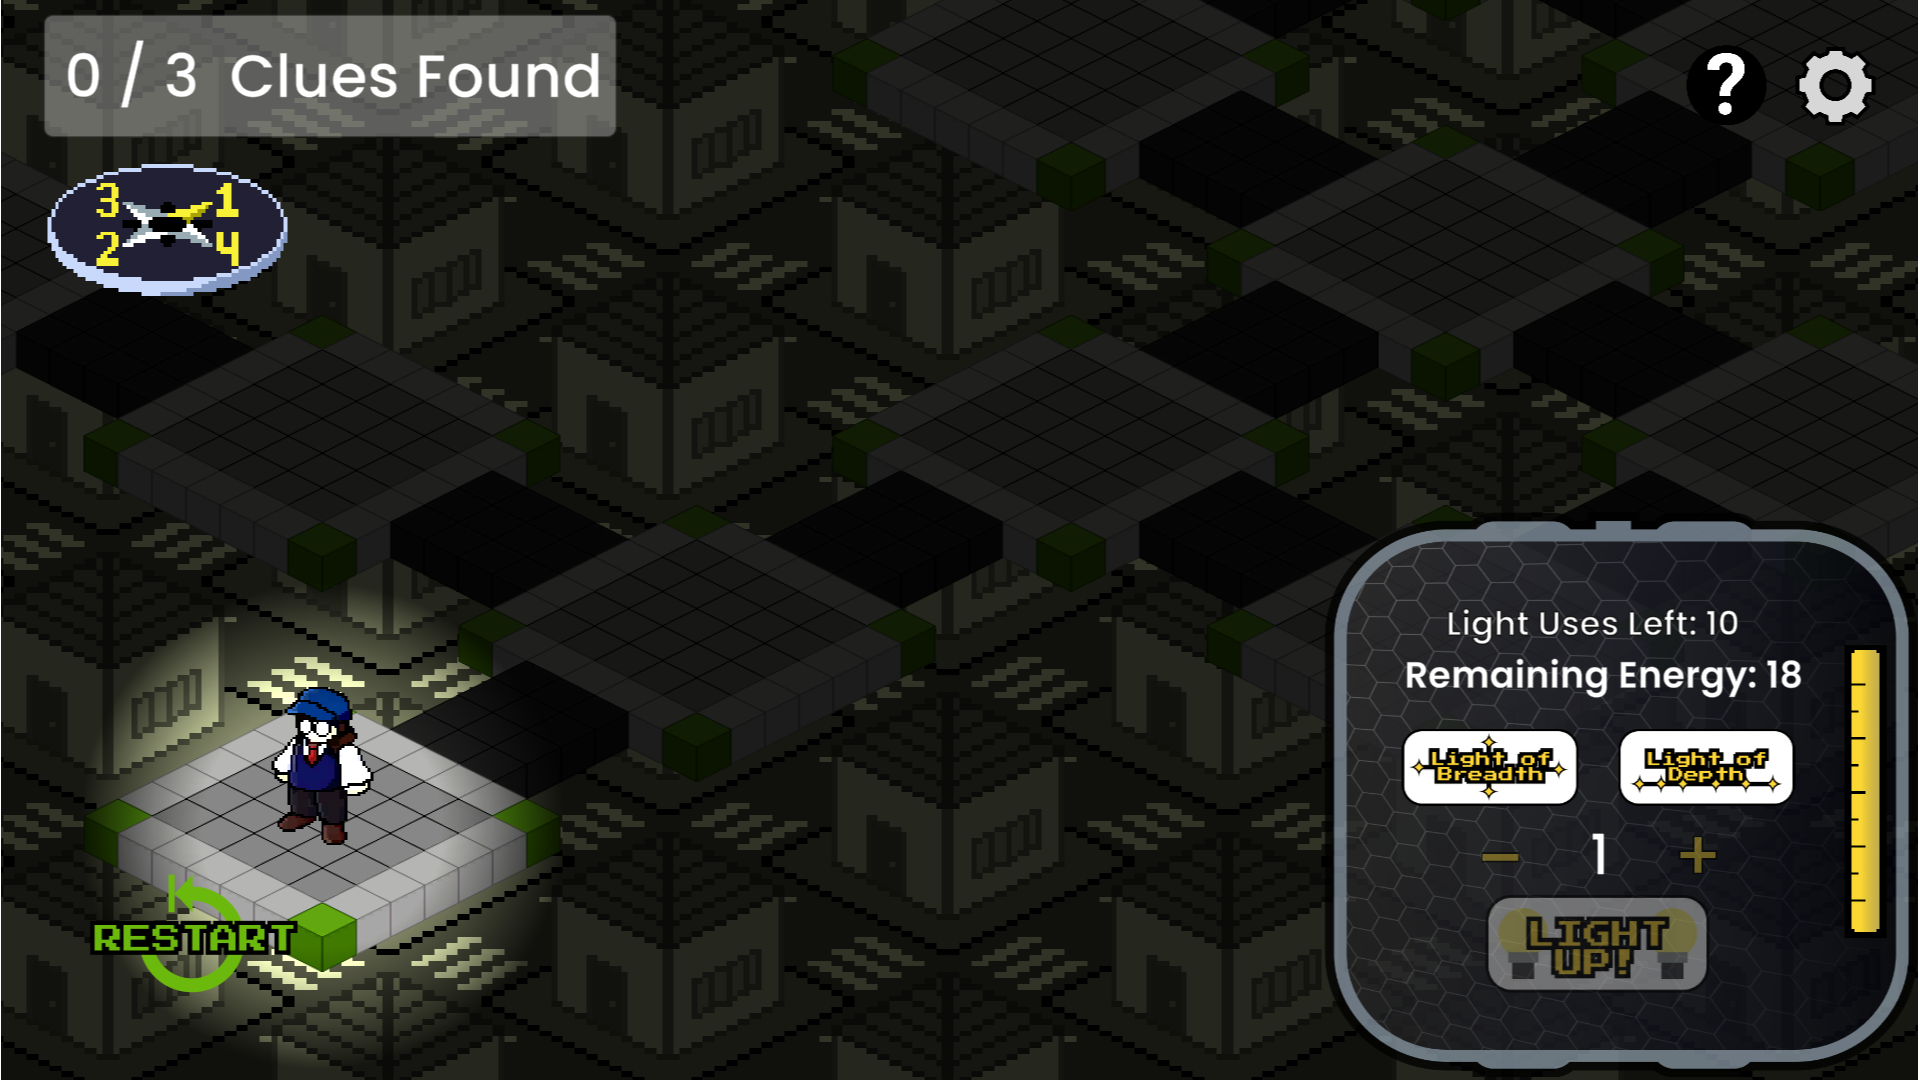 0 / 3 Clues Found
?
3 1
2 4
Light Uses Left: 10
Remaining Energy: 18
Light of
Breadth
Light of
Depth
− 1 +
LIGHT
UP!
RESTART